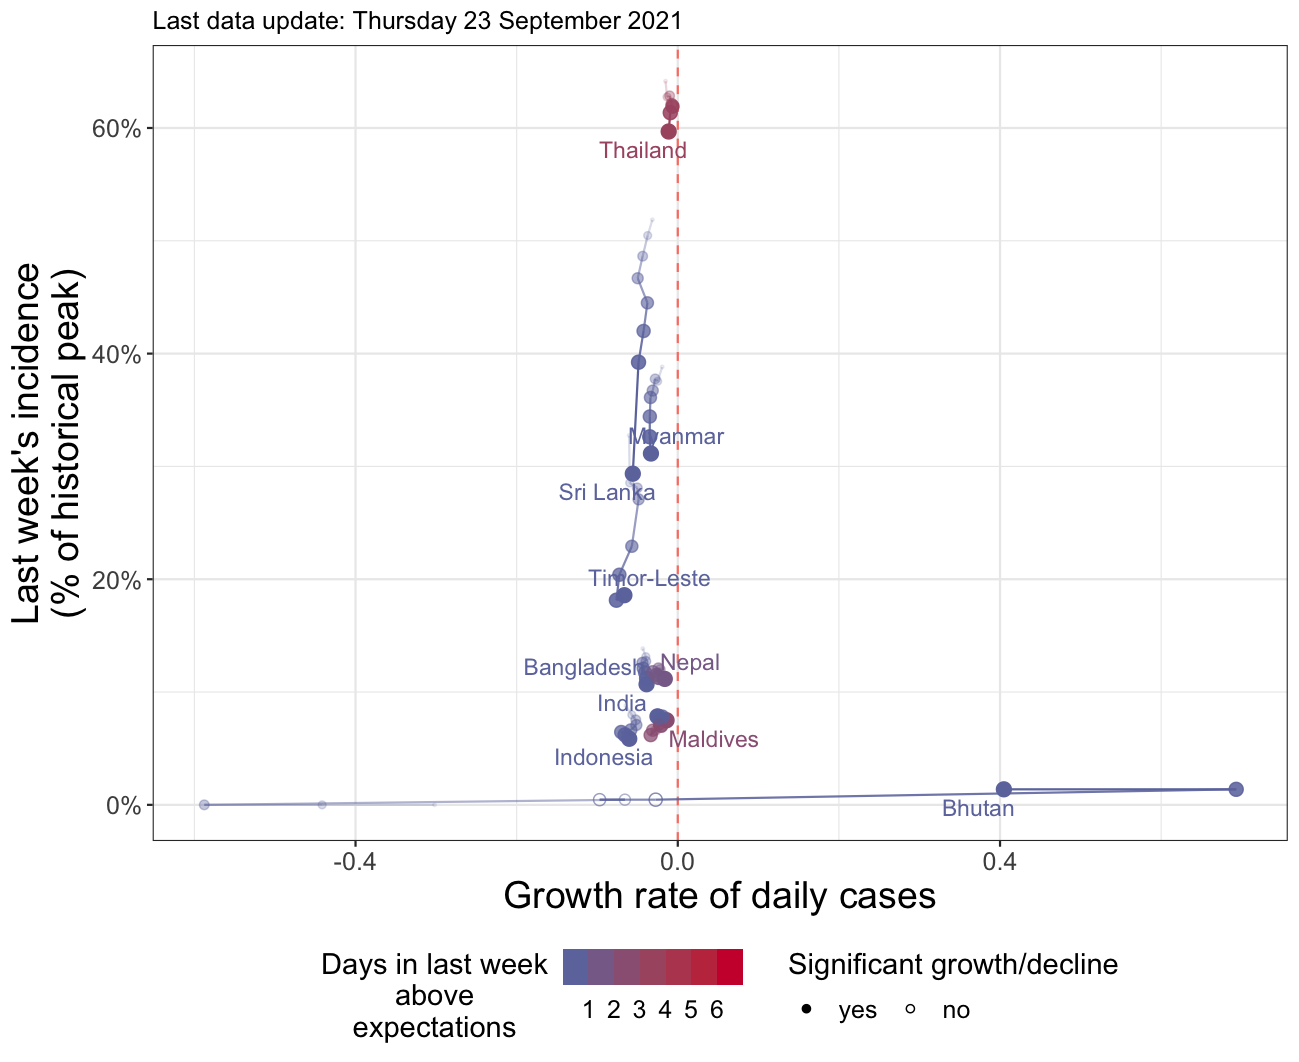 Last data update: Thursday 23 September 2021
Last week's incidence
(% of historical peak)
60%
40%
20%
0%
Thailand
Myanmar
Sri Lanka
Timor-Leste
Bangladesh
Nepal
India
Maldives
Indonesia
Bhutan
-0.4
0.0
0.4
Growth rate of daily cases
Days in last week
above
expectations
1 2 3 4 5 6
Significant growth/decline
yes
no